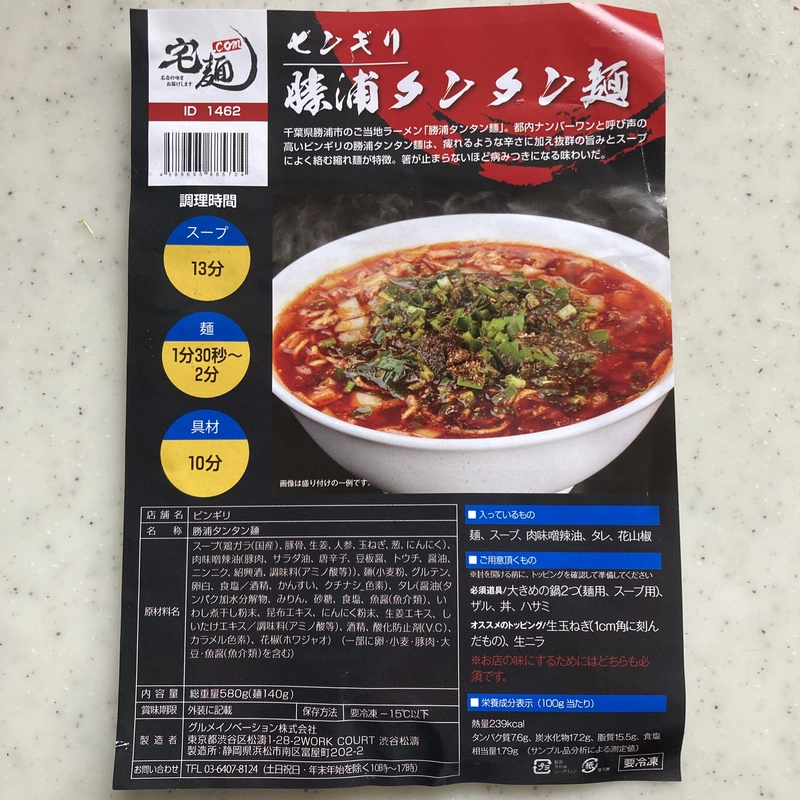 宅麺.com
名店の味を
お届けします
ID 1462
ピンギリ
勝浦タンタン麺
千葉県勝浦市のご当地ラーメン「勝浦タンタン麺」。都内ナンバーワンと呼び声の
高いピンギリの勝浦タンタン麺は、痺れるような辛さに加え抜群の旨みとスープ
によく絡む縮れ麺が特徴。箸が止まらないほど病みつきになる味わいだ。
調理時間
スープ
13分
麺
1分30秒〜
2分
具材
10分
画像は盛り付けの一例です。
店舗名 ピンギリ
名称 勝浦タンタン麺
原材料名
スープ(鶏ガラ(国産)、豚骨、生姜、人参、玉ねぎ、葱、にんにく)、
肉味噌辣油(豚肉、サラダ油、唐辛子、豆板醤、トウチ、醤油、
ニンニク、紹興酒、調味料(アミノ酸等))、麺(小麦粉、グルテン、
卵白、食塩/酒精、かんすい、クチナシ色素)、タレ(醤油(タ
ンパク加水分解物、みりん、砂糖、食塩、魚醤(魚介類)、い
わし煮干し粉末、昆布エキス、にんにく粉末、生姜エキス、し
いたけエキス/調味料(アミノ酸等)、酒精、酸化防止剤(V.C)、
カラメル色素)、花椒(ホワジャオ) (一部に卵・小麦・豚肉・大
豆・魚醤(魚介類)を含む)
内容量 総重量580g(麺140g)
賞味期限 外装に記載 保存方法 要冷凍－15℃以下
製造者
グルメイノベーション株式会社
東京都渋谷区松濤1-28-2WORK COURT 渋谷松濤
製造所:静岡県浜松市南区富屋町202-2
お問い合わせ TEL 03-6407-8124 (土日祝日・年末年始を除く10時〜17時)
■ 入っているもの
麺、スープ、肉味噌辣油、タレ、花山椒
■ ご用意頂くもの
※封を開ける前に、トッピングを確認して準備してください
必須道具/大きめの鍋2つ(麺用、スープ用)、
ザル、丼、ハサミ
オススメのトッピング/生玉ねぎ(1cm角に刻ん
だもの)、生ニラ
※お店の味にするためにはどちらも必
須です。
■ 栄養成分表示 (100g当たり)
熱量239kcal
タンパク質7.6g、炭水化物17.2g、脂質15.5g、食塩
相当量1.79g (サンプル品分析による測定値)
プラ
紙
要冷凍